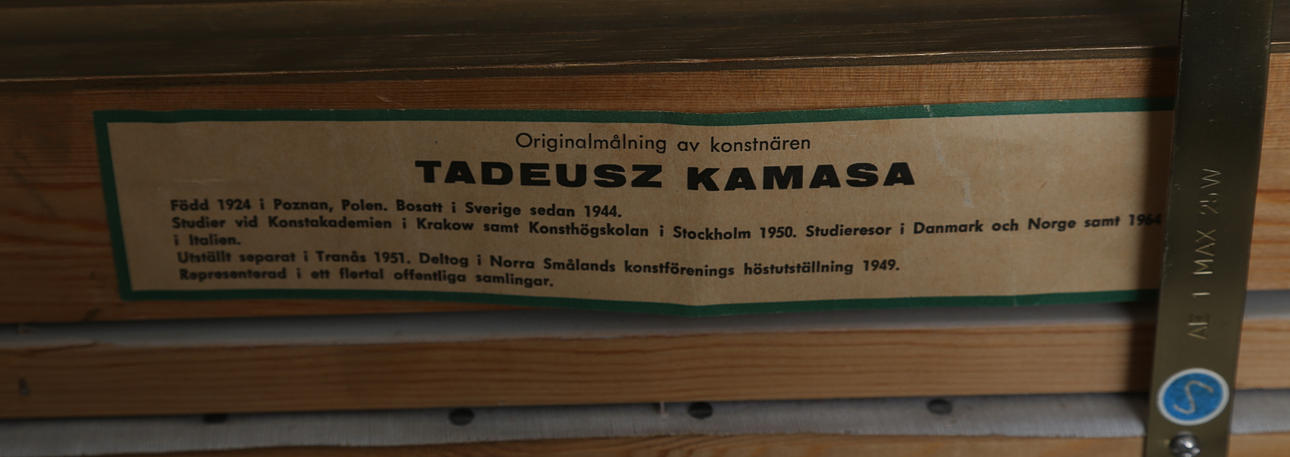 Originalmålning av konstnären
TADEUSZ KAMASA
Född 1924 i Poznan, Polen. Bosatt i Sverige sedan 1944.
Studier vid Konstakademien i Krakow samt Konsthögskolan i Stockholm 1950. Studieresor i Danmark och Norge samt 1964
i Italien.
Utställt separat i Tranås 1951. Deltog i Norra Smålands konstförenings höstutställning 1949.
Representerad i ett flertal offentliga samlingar.
MAX 25 W
S